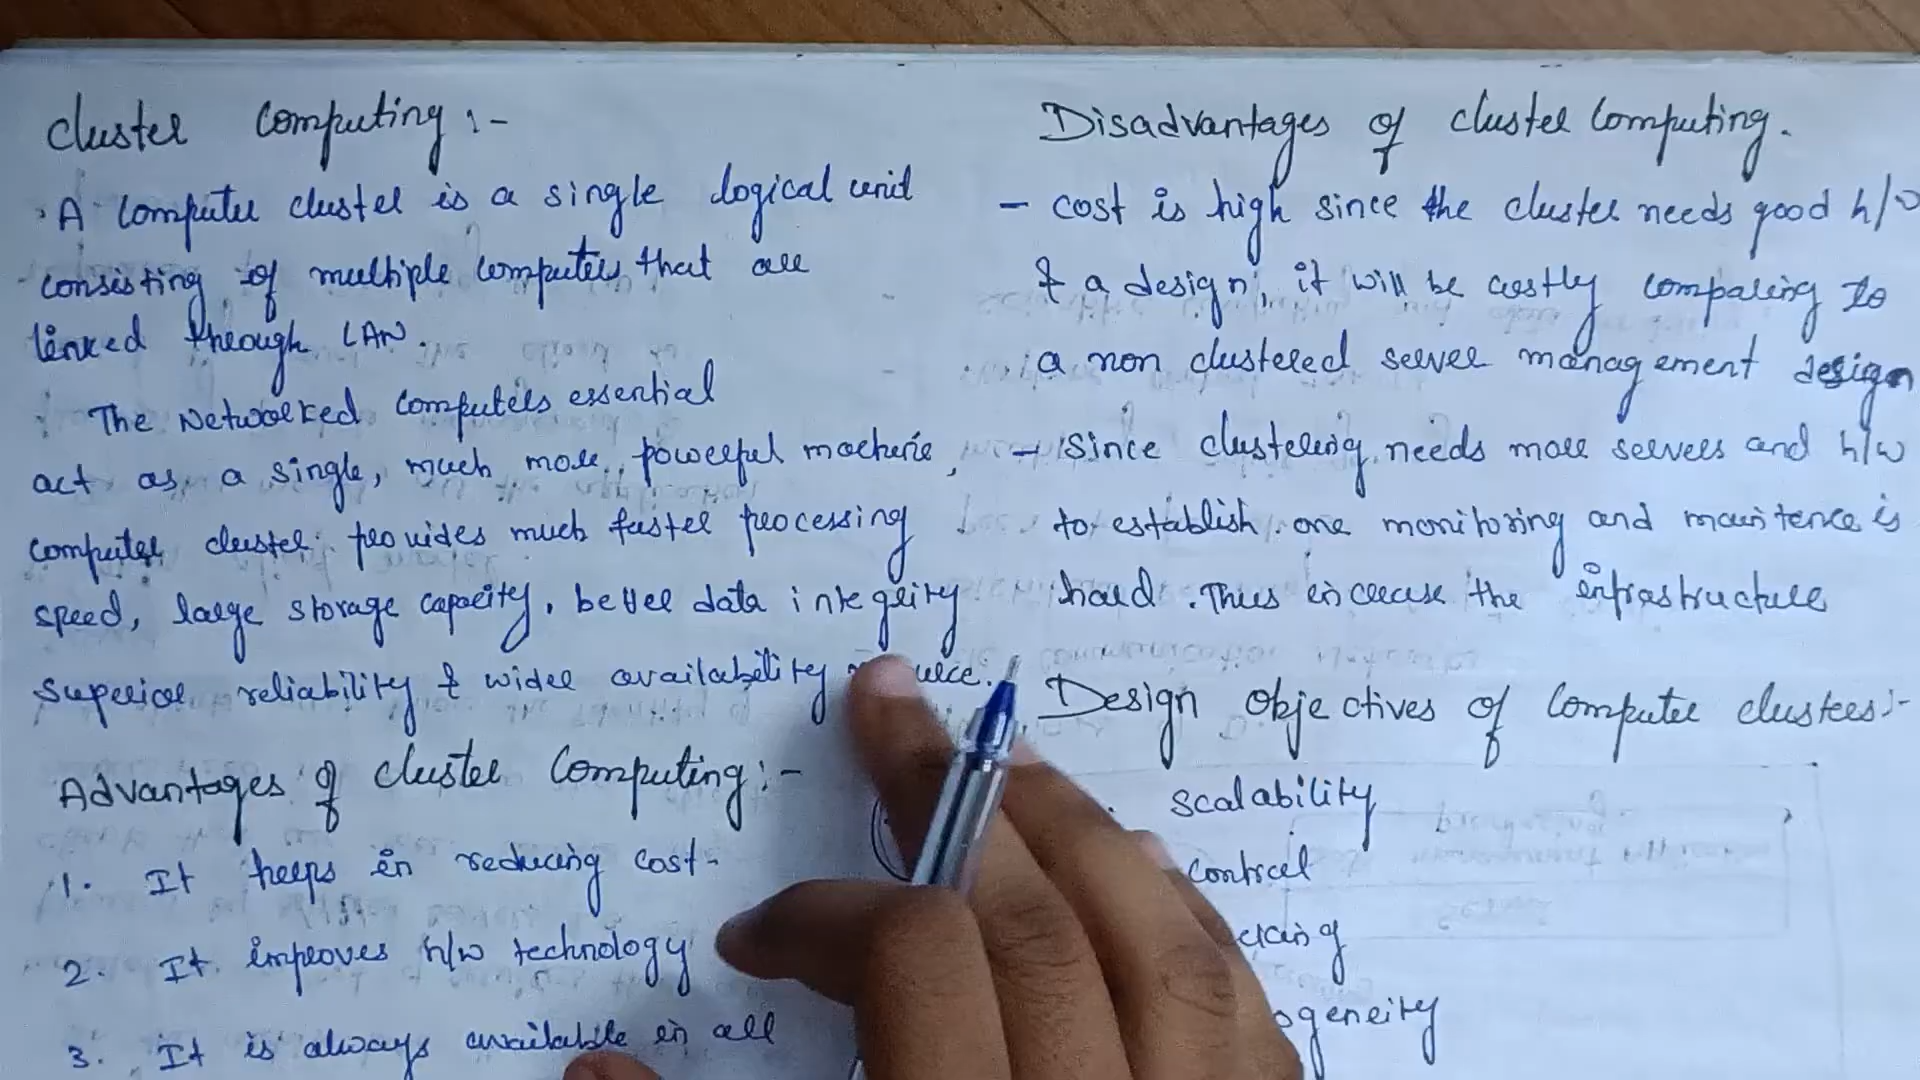 Cluster Computing :-
. A Computer cluster is a single logical unit
consisting of multiple computers that are
linked through LAN.
The Networked Computers essential
act as a single, much more powerful machine,
computer cluster provides much faster processing
speed, large storage capacity, better data integrity
superior reliability & wider availability
Advantages of cluster Computing :-
1. It helps in reducing cost.
2. It improves h/w technology
3. It is always available in all
Disadvantages of cluster Computing.
- cost is high since the cluster needs good h/w
& a design, it will be costly comparing to
a non clustered server management design
- Since clustering needs more servers and h/w
to establish one monitoring and maintence is
hard. Thus increase the infrastructure
Design Objectives of Computer clusters :-
Scalability
control